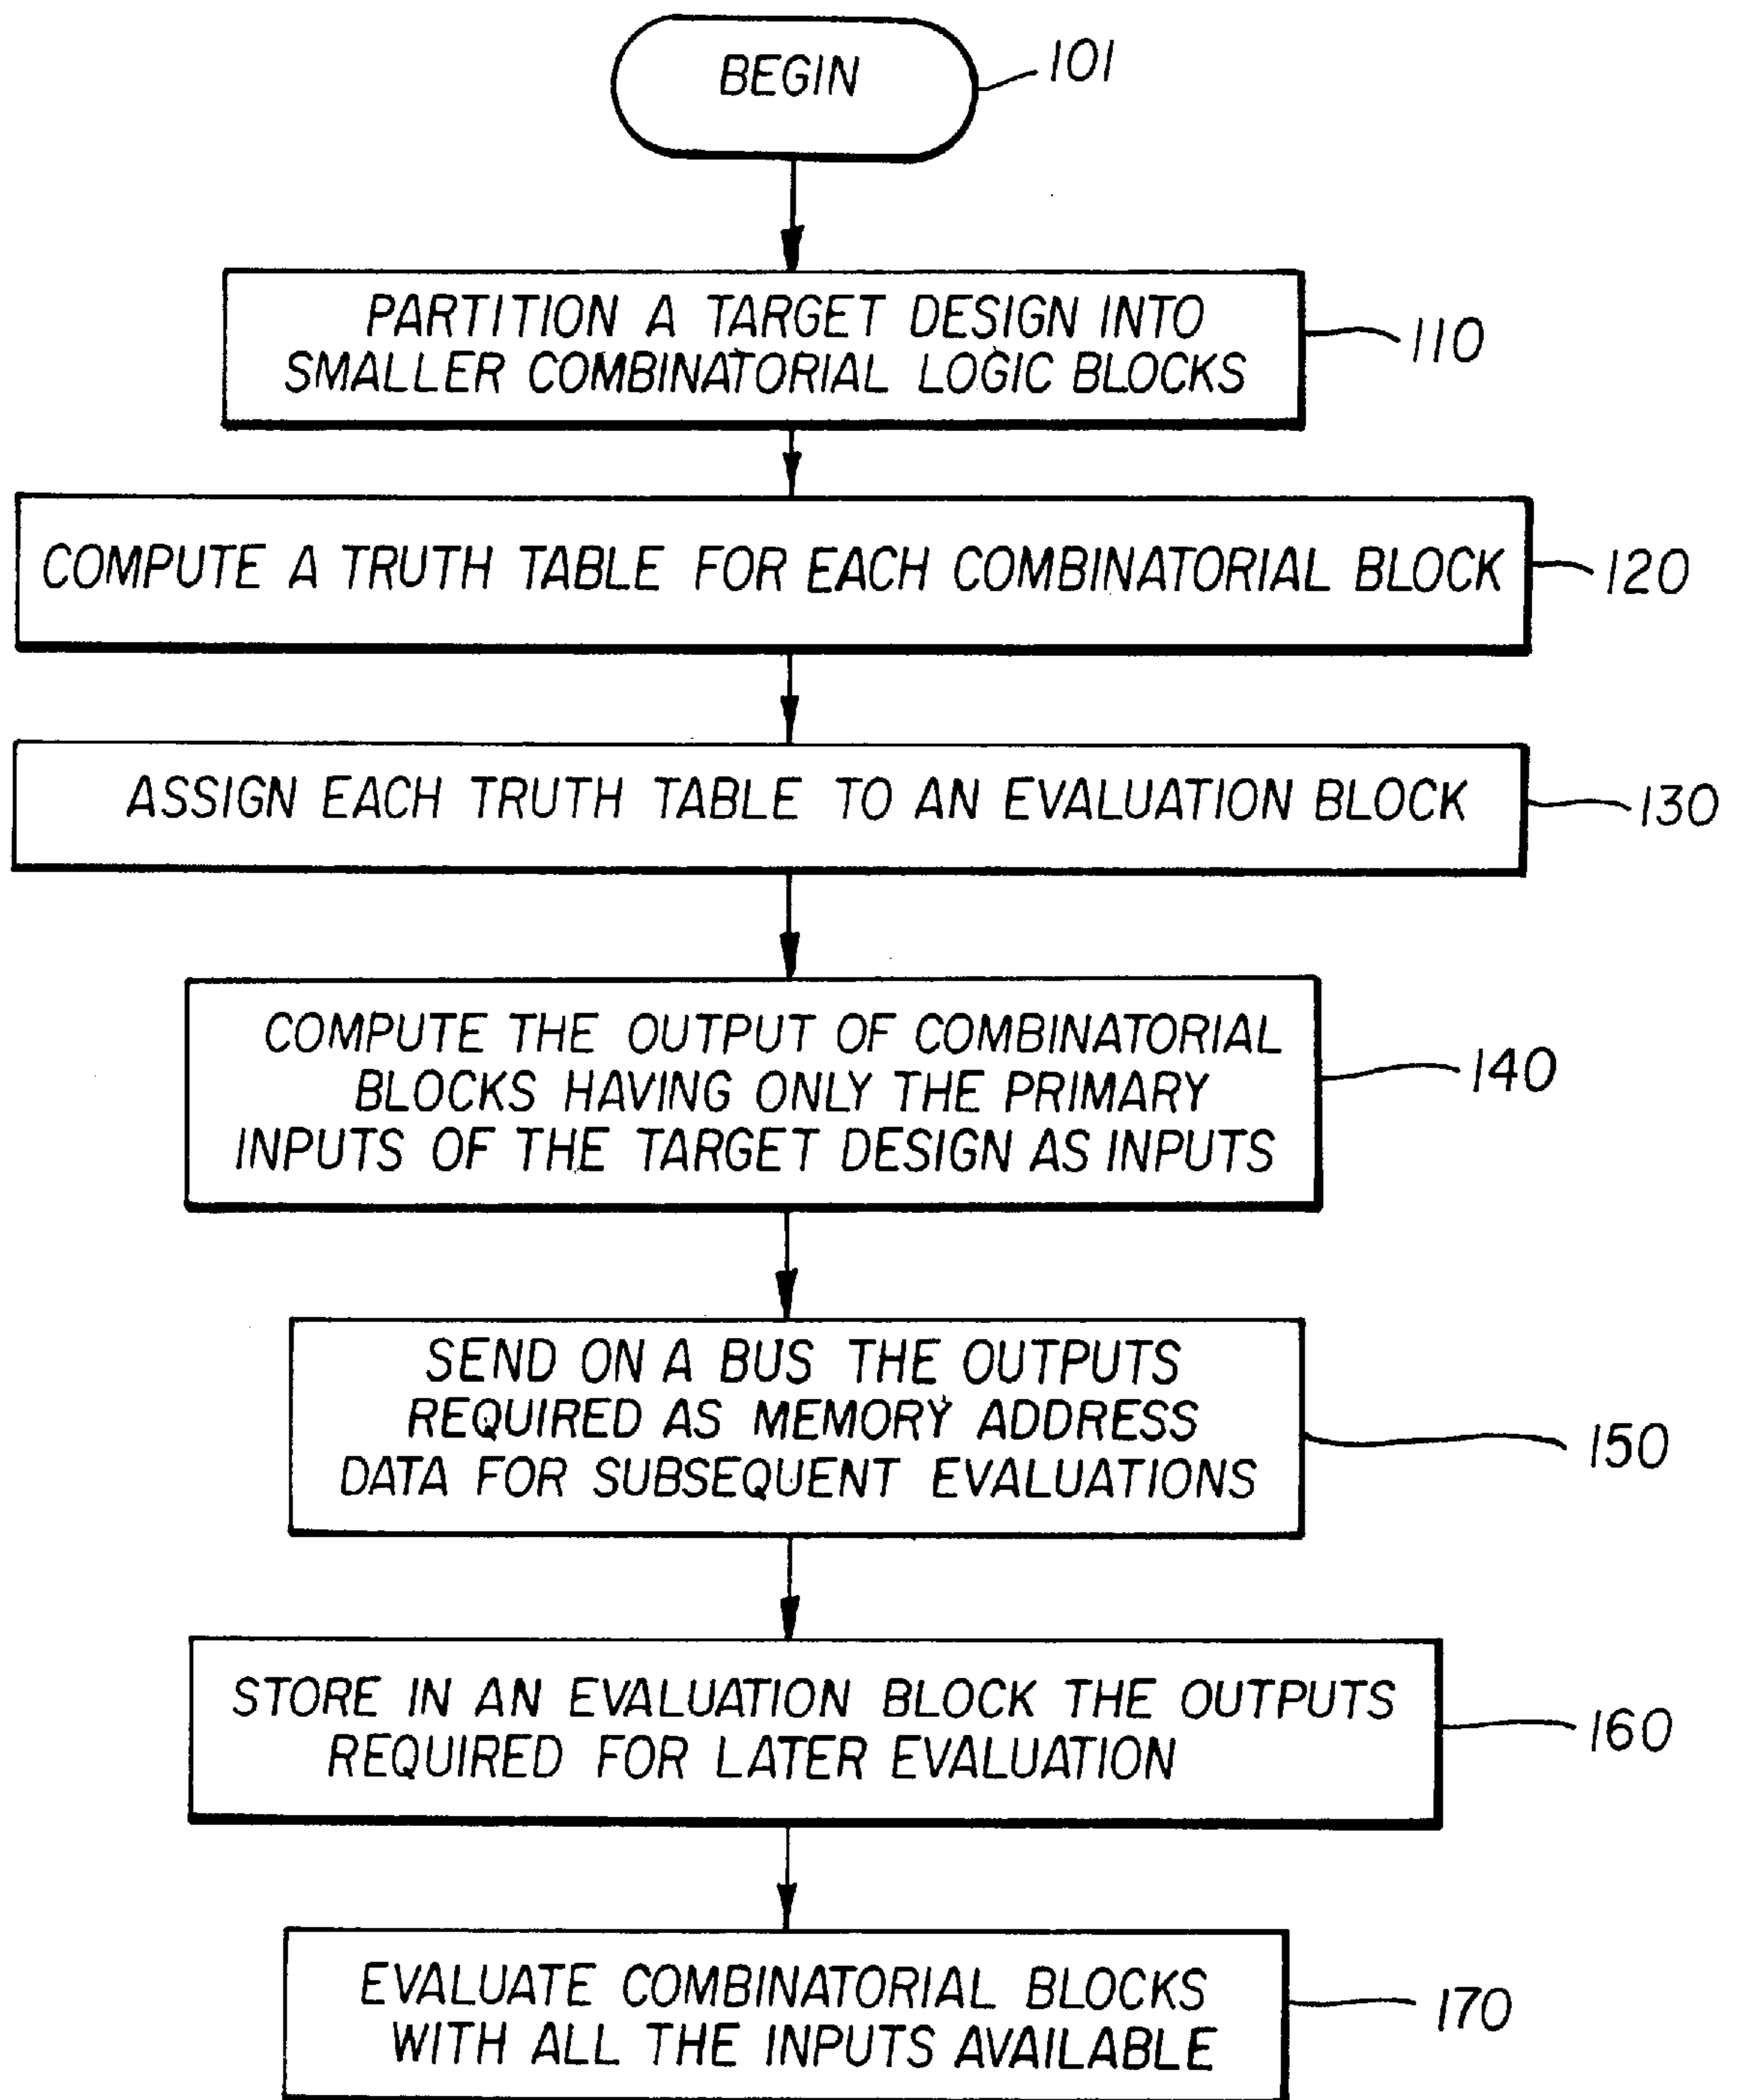 BEGIN
101
PARTITION A TARGET DESIGN INTO
SMALLER COMBINATORIAL LOGIC BLOCKS
110
COMPUTE A TRUTH TABLE FOR EACH COMBINATORIAL BLOCK
120
ASSIGN EACH TRUTH TABLE TO AN EVALUATION BLOCK
130
COMPUTE THE OUTPUT OF COMBINATORIAL
BLOCKS HAVING ONLY THE PRIMARY
INPUTS OF THE TARGET DESIGN AS INPUTS
140
SEND ON A BUS THE OUTPUTS
REQUIRED AS MEMORY ADDRESS
DATA FOR SUBSEQUENT EVALUATIONS
150
STORE IN AN EVALUATION BLOCK THE OUTPUTS
REQUIRED FOR LATER EVALUATION
160
EVALUATE COMBINATORIAL BLOCKS
WITH ALL THE INPUTS AVAILABLE
170